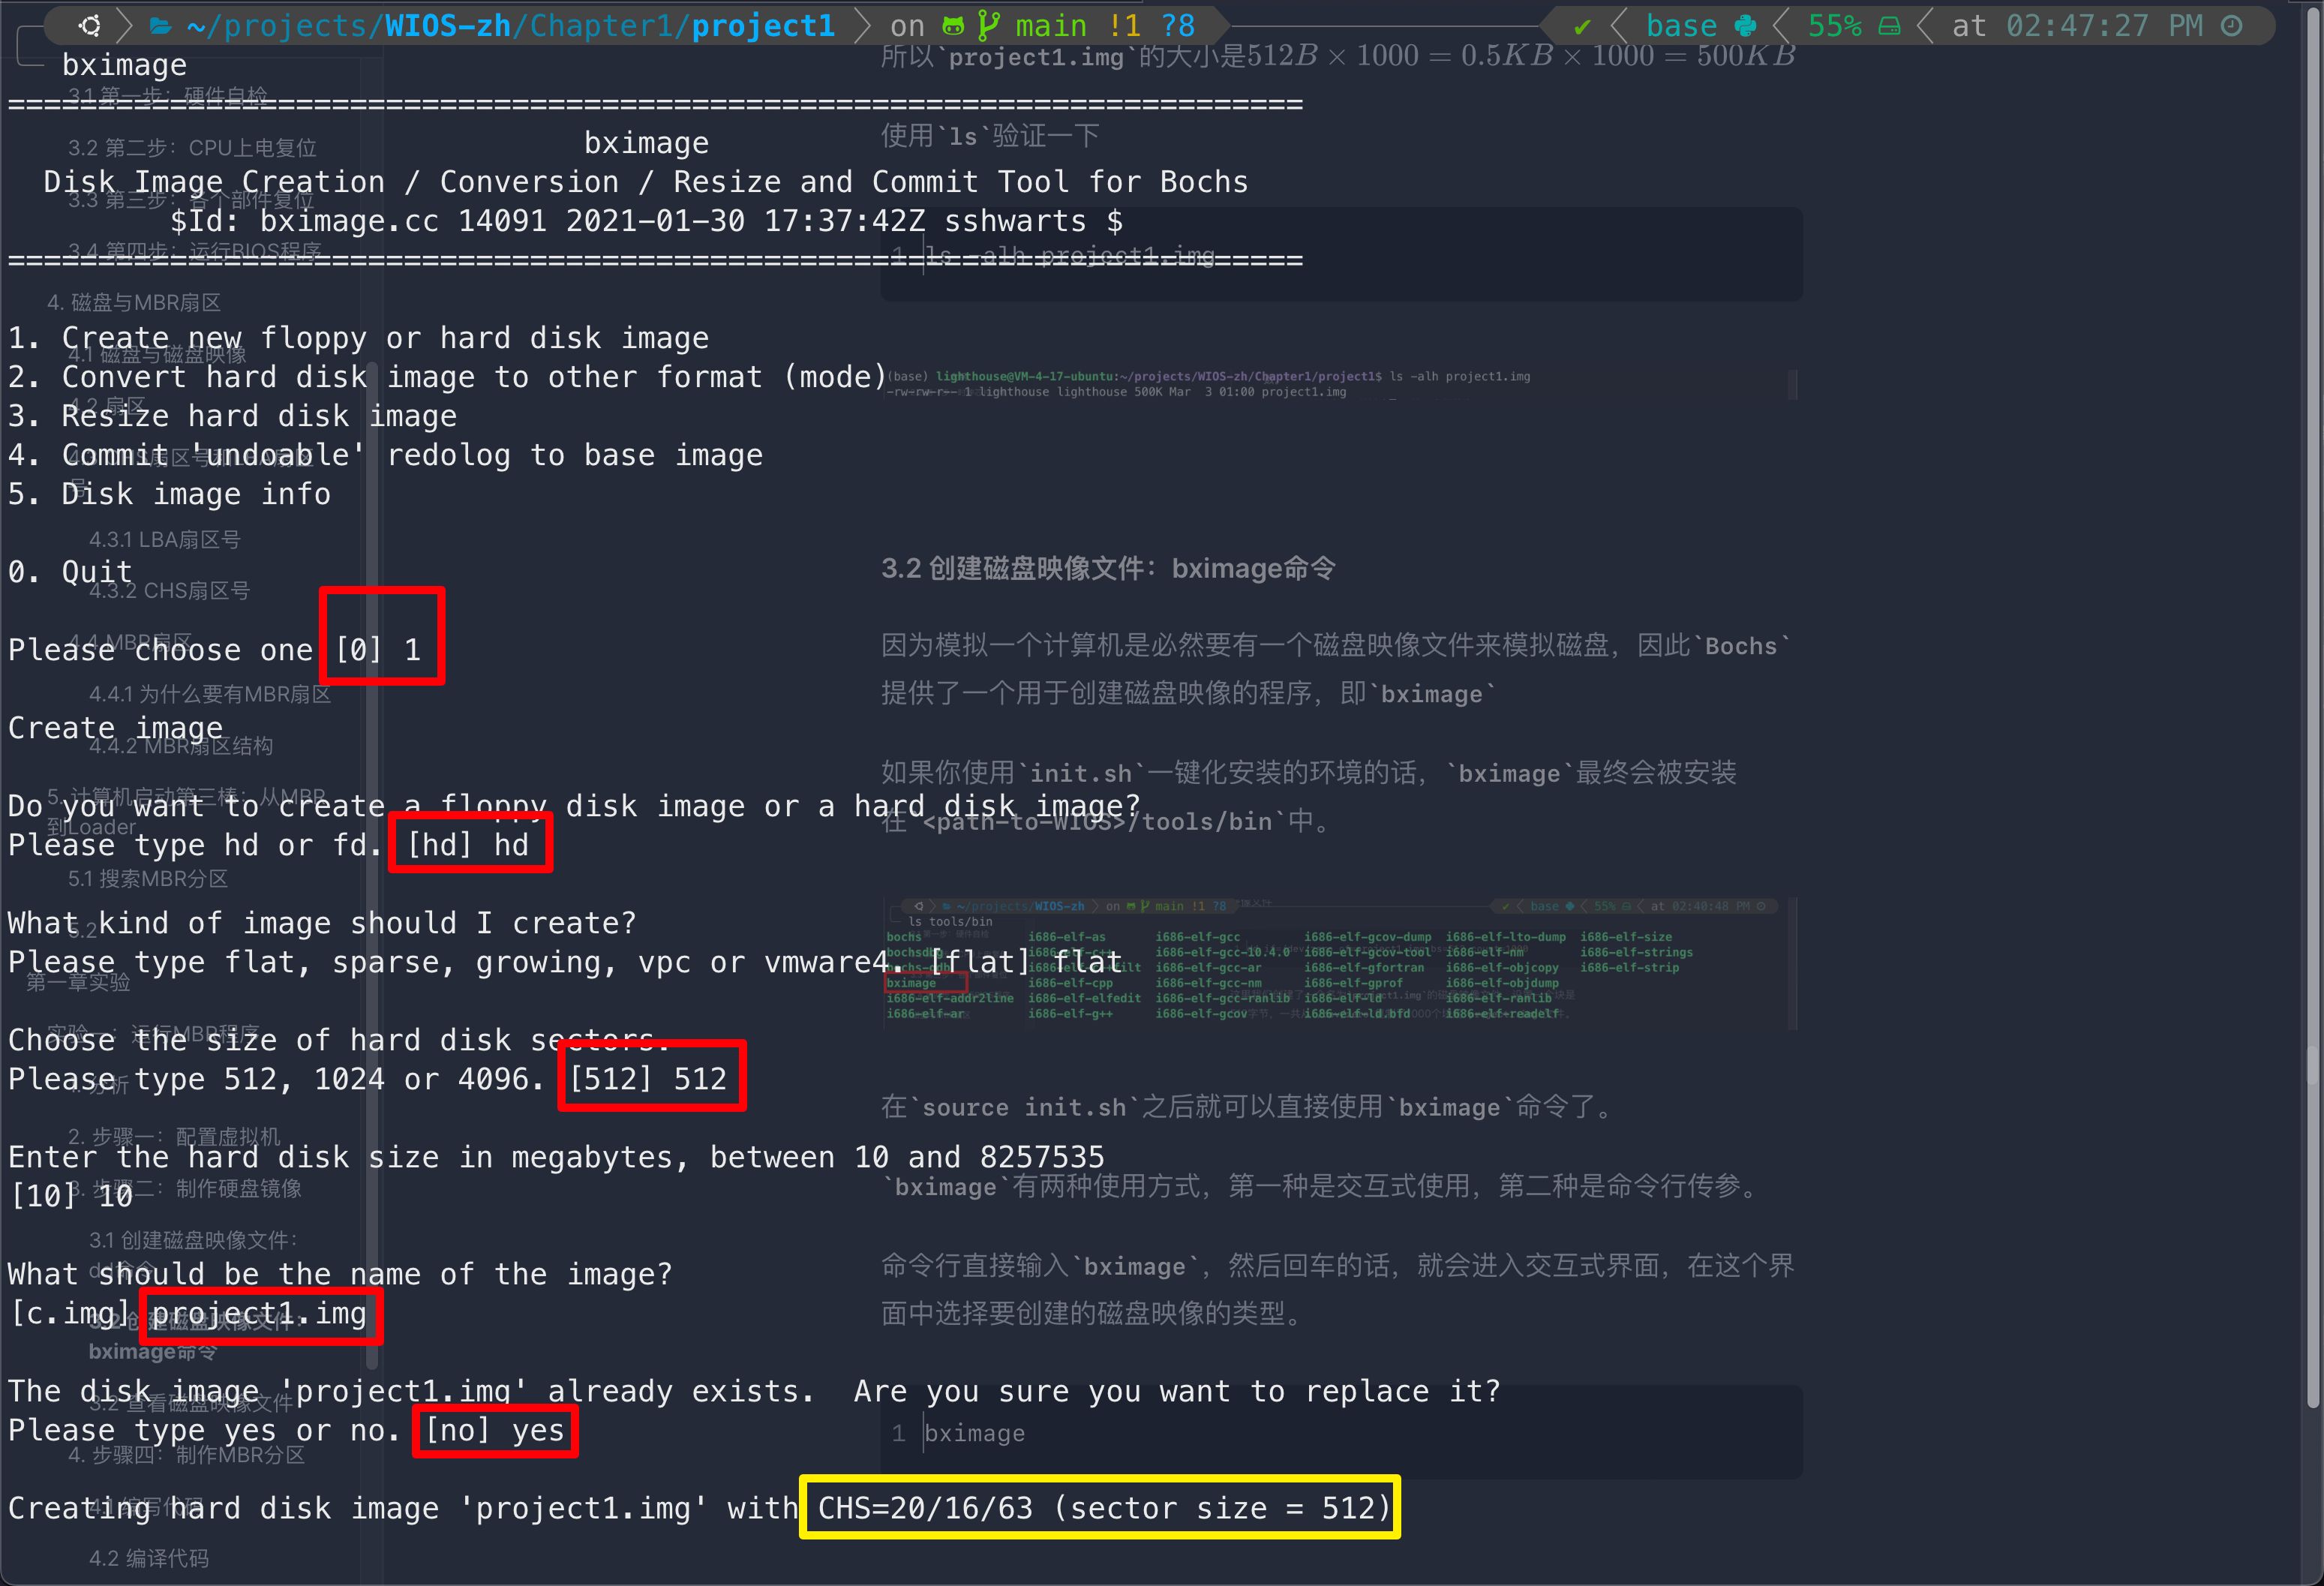 ~/projects/WIOS-zh/Chapter1/project1 on main !1 ?8
✔ base 55% at 02:47:27 PM
bximage
================================================================================
bximage
Disk Image Creation / Conversion / Resize and Commit Tool for Bochs
$Id: bximage.cc 14091 2021-01-30 17:37:42Z sshwarts $
================================================================================
1. Create new floppy or hard disk image
2. Convert hard disk image to other format (mode)
3. Resize hard disk image
4. Commit 'undoable' redolog to base image
5. Disk image info
0. Quit
Please choose one [0] 1
Create image
Do you want to create a floppy disk image or a hard disk image?
Please type hd or fd. [hd] hd
What kind of image should I create?
Please type flat, sparse, growing, vpc or vmware4. [flat] flat
Choose the size of hard disk sectors.
Please type 512, 1024 or 4096. [512] 512
Enter the hard disk size in megabytes, between 10 and 8257535
[10] 10
What should be the name of the image?
[c.img] project1.img
The disk image 'project1.img' already exists.  Are you sure you want to replace it?
Please type yes or no. [no] yes
Creating hard disk image 'project1.img' with CHS=20/16/63 (sector size = 512)
3.1 第一步：硬件自检
3.2 第二步：CPU上电复位
3.3 第三步：各个部件复位
3.4 第四步：运行BIOS程序
4. 磁盘与MBR扇区
4.1 磁盘与磁盘映像
4.2 扇区
4.3.1 LBA扇区号
4.3.2 CHS扇区号
4.4 MBR扇区
4.4.1 为什么要有MBR扇区
4.4.2 MBR扇区结构
5. 计算机启动第三棒：从MBR
到Loader
5.1 搜索MBR分区
5.2
第一章实验
实验一：运行MBR程序
1. 分析
2. 步骤一：配置虚拟机
3. 步骤二：制作硬盘镜像
3.1 创建磁盘映像文件：
dd命令
3.2 创建磁盘映像文件：
bximage命令
3.2 查看磁盘映像文件
4. 步骤四：制作MBR分区
4.1 编写代码
4.2 编译代码
所以`project1.img`的大小是512B × 1000 = 0.5KB × 1000 = 500KB
使用`ls`验证一下
1 ls -alh project1.img
(base) lighthouse@VM-4-17-ubuntu:~/projects/WIOS-zh/Chapter1/project1$ ls -alh project1.img
-rw-rw-r-- 1 lighthouse lighthouse 500K Mar  3 01:00 project1.img
3.2 创建磁盘映像文件：bximage命令
因为模拟一个计算机是必然要有一个磁盘映像文件来模拟磁盘，因此`Bochs`
提供了一个用于创建磁盘映像的程序，即`bximage`
如果你使用`init.sh`一键化安装的环境的话，`bximage`最终会被安装
在`<path-to-WIOS>/tools/bin`中。
~/projects/WIOS-zh on main !1 ?8
✔ base 55% at 02:40:48 PM
ls tools/bin
bochs i686-elf-as i686-elf-gcc i686-elf-gcov-dump i686-elf-lto-dump i686-elf-size
bochsdbg i686-elf-c++ i686-elf-gcc-10.4.0 i686-elf-gcov-tool i686-elf-nm i686-elf-strings
i686-elf-gcc-ar i686-elf-gfortran i686-elf-objcopy i686-elf-strip
bximage i686-elf-cpp i686-elf-gcc-nm i686-elf-gprof i686-elf-objdump
i686-elf-addr2line i686-elf-elfedit i686-elf-gcc-ranlib i686-elf-ld i686-elf-ranlib
i686-elf-ar i686-elf-g++ i686-elf-gcov i686-elf-ld.bfd i686-elf-readelf
在`source init.sh`之后就可以直接使用`bximage`命令了。
`bximage`有两种使用方式，第一种是交互式使用，第二种是命令行传参。
命令行直接输入`bximage`，然后回车的话，就会进入交互式界面，在这个界
面中选择要创建的磁盘映像的类型。
1 bximage